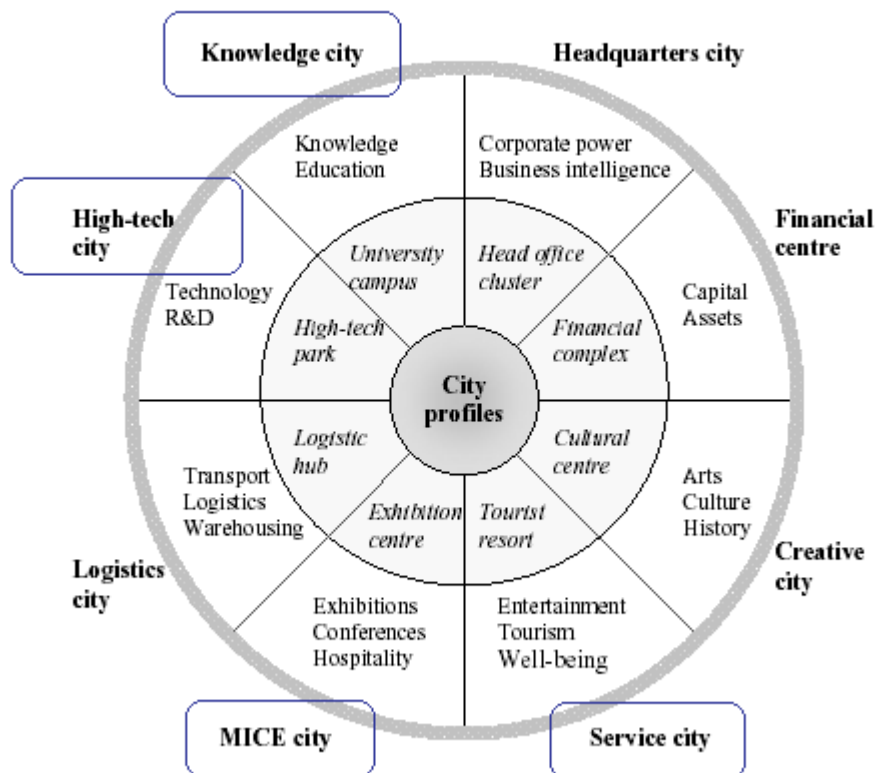 Knowledge city
Headquarters city
Knowledge
Education
Corporate power
Business intelligence
High-tech
city
Financial
centre
University
campus
Head office
cluster
Technology
R&D
High-tech
park
Financial
complex
Capital
Assets
City
profiles
Logistic
hub
Cultural
centre
Transport
Logistics
Warehousing
Exhibition
centre
Tourist
resort
Arts
Culture
History
Logistics
city
Creative
city
Exhibitions
Conferences
Hospitality
Entertainment
Tourism
Well-being
MICE city
Service city